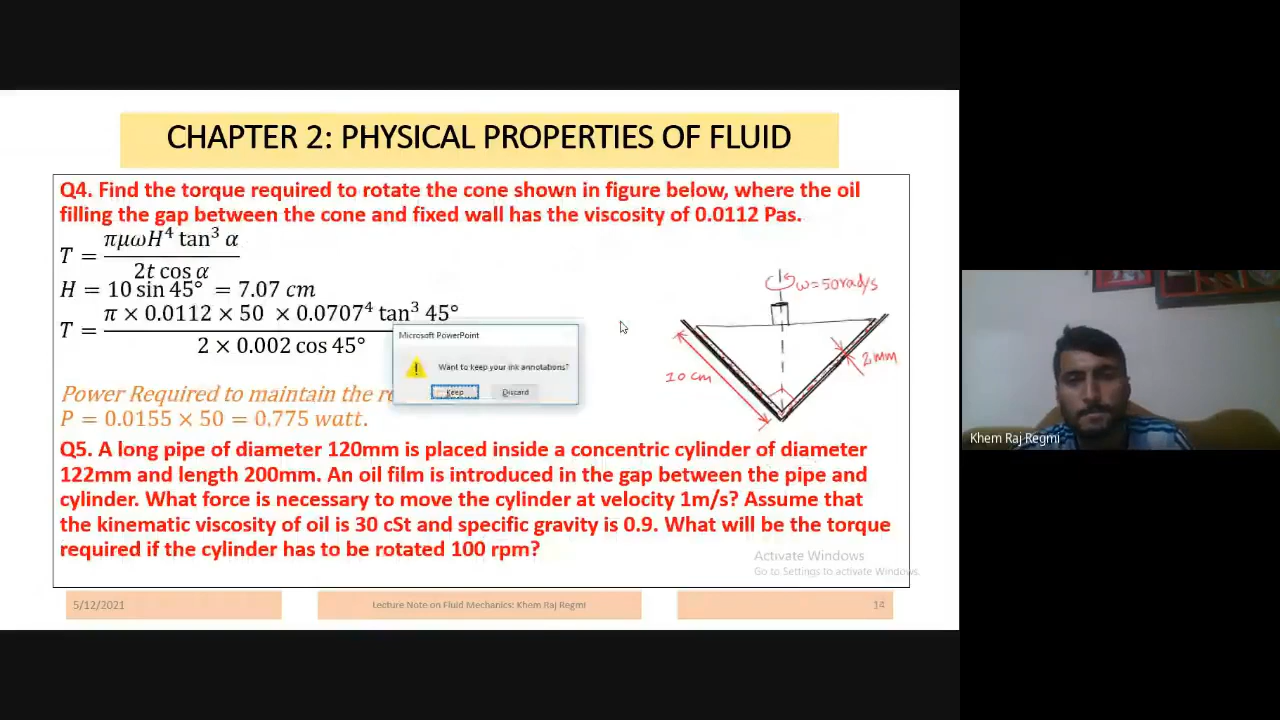 CHAPTER 2: PHYSICAL PROPERTIES OF FLUID
Q4. Find the torque required to rotate the cone shown in figure below, where the oil
filling the gap between the cone and fixed wall has the viscosity of 0.0112 Pas.
T = πμωH⁴ tan³ α / 2t cos α
H = 10 sin 45° = 7.07 cm
T = π × 0.0112 × 50 × 0.0707⁴ tan³ 45° / 2 × 0.002 cos 45°
ω=50rad/s
10 cm
2mm
Microsoft PowerPoint
Want to keep your ink annotations?
Keep
Discard
Power Required to maintain the
P = 0.0155 × 50 = 0.775 watt.
Q5. A long pipe of diameter 120mm is placed inside a concentric cylinder of diameter
122mm and length 200mm. An oil film is introduced in the gap between the pipe and
cylinder. What force is necessary to move the cylinder at velocity 1m/s? Assume that
the kinematic viscosity of oil is 30 cSt and specific gravity is 0.9. What will be the torque
required if the cylinder has to be rotated 100 rpm?
Activate Windows
Go to Settings to activate Windows.
5/12/2021
Lecture Note on Fluid Mechanics: Khem Raj Regmi
14
Khem Raj Regmi